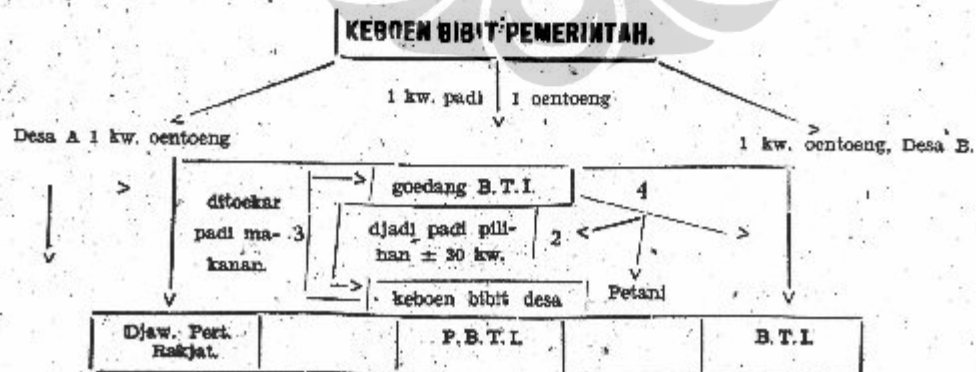 KEBOEN BIBIT PEMERINTAH.
1 kw. padi 1 oentoeng
Desa A 1 kw. oentoeng
1 kw. oentoeng, Desa B.
goedang B.T.I.
4
ditoekar
padi ma-
kanan.
3
djadi padi pili-
han ± 30 kw.
2
keboen bibit desa
Petani
Djaw. Pert.
Rakjat.
P.B.T.I.
B.T.I.